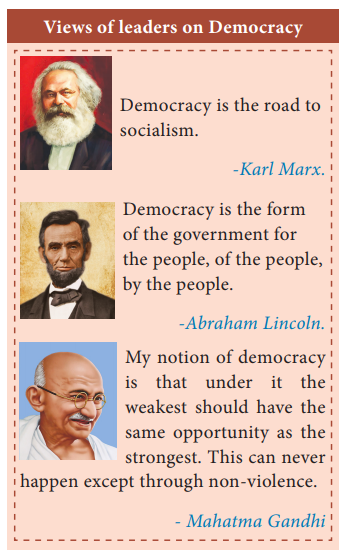 Views of leaders on Democracy
Democracy is the road to
socialism.
-Karl Marx.
Democracy is the form
of the government for
the people, of the people,
by the people.
-Abraham Lincoln.
My notion of democracy
is that under it the
weakest should have the
same opportunity as the
strongest. This can never
happen except through non-violence.
- Mahatma Gandhi